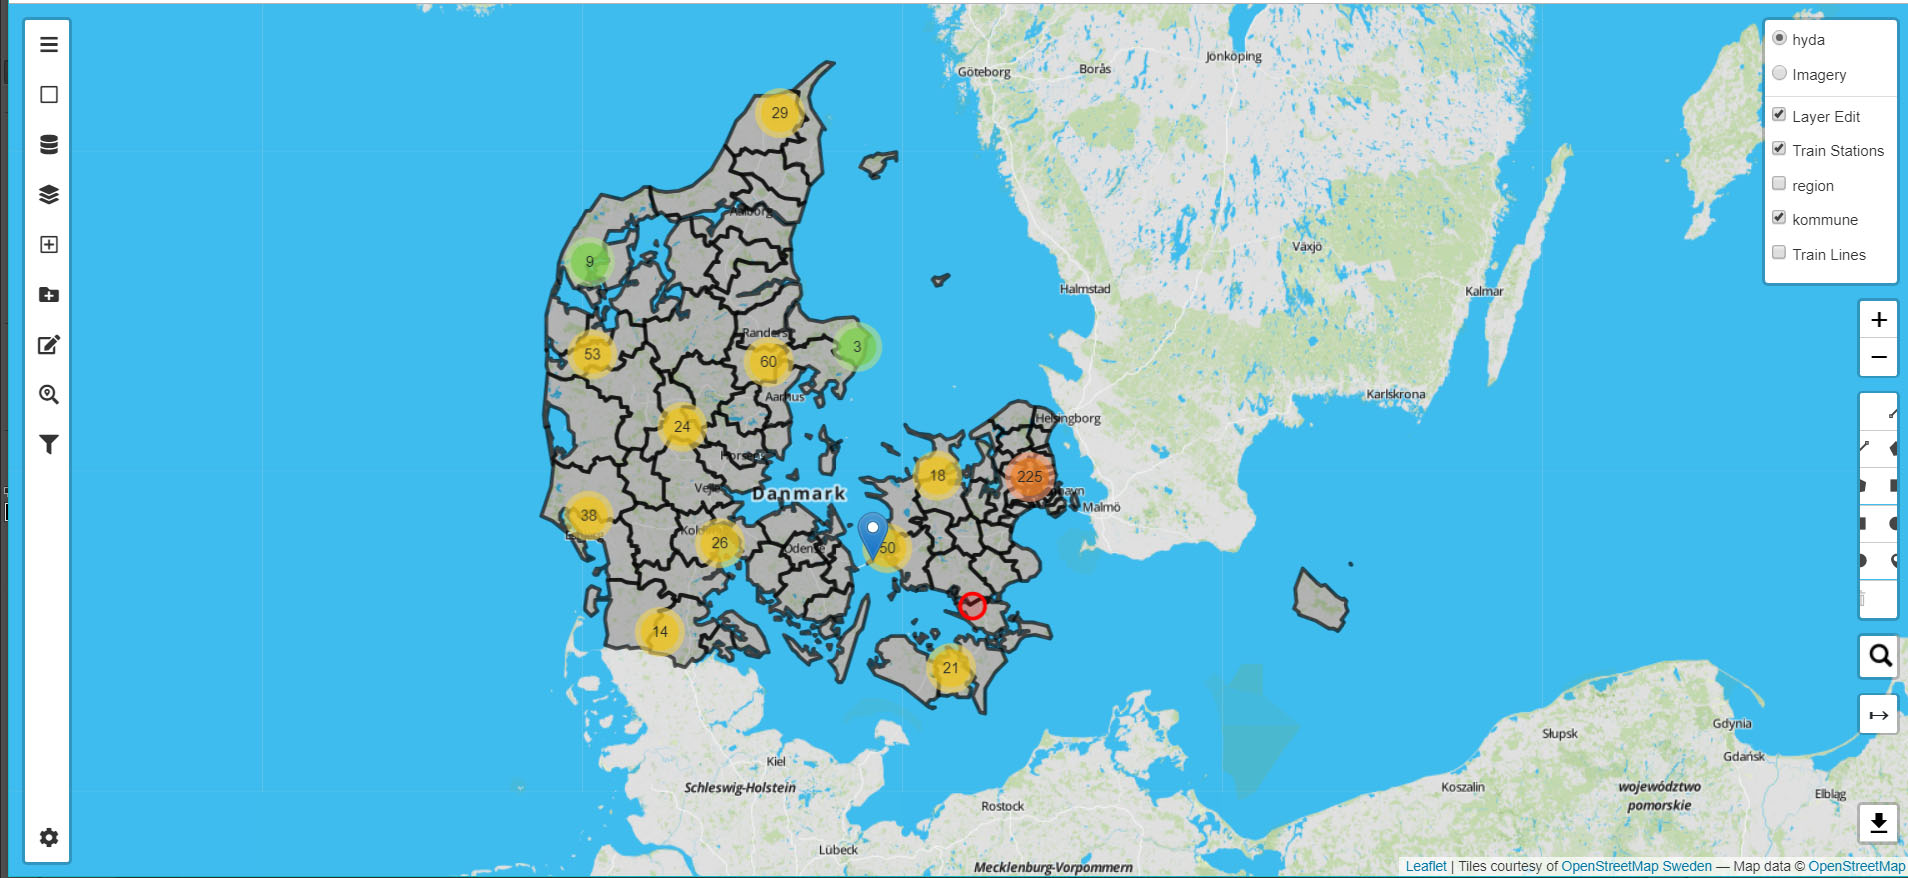 Göteborg
Borås
Jönköping
hyda
Imagery
Layer Edit
Train Stations
region
kommune
Train Lines
29
Aalborg
9
Växjö
Halmstad
Kalmar
Randers
53
60
3
Aarhus
Karlskrona
24
Helsingborg
Horsens
18
225
Vejle
Danmark
havn
Malmö
38
Kol
26
Odense
50
14
21
Kiel
Schleswig-Holstein
Rostock
Lübeck
Mecklenburg-Vorpommern
Gdynia
Słupsk
Gdańsk
Koszalin
województwo
pomorskie
Elbląg
+
−
Leaflet | Tiles courtesy of OpenStreetMap Sweden — Map data © OpenStreetMap